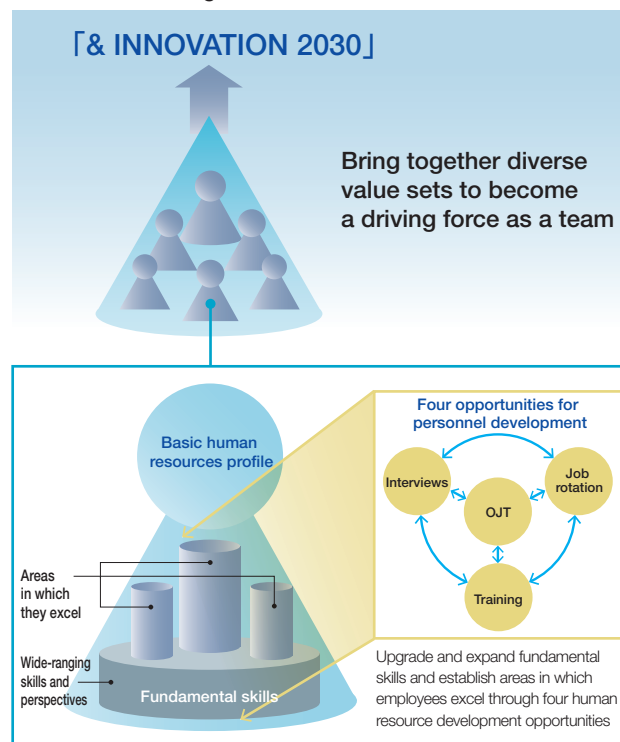 「& INNOVATION 2030」
Bring together diverse
value sets to become
a driving force as a team
Basic human
resources profile
Areas
in which
they excel
Wide-ranging
skills and
perspectives
Fundamental skills
Four opportunities for
personnel development
Interviews
Job
rotation
OJT
Training
Upgrade and expand fundamental
skills and establish areas in which
employees excel through four human
resource development opportunities